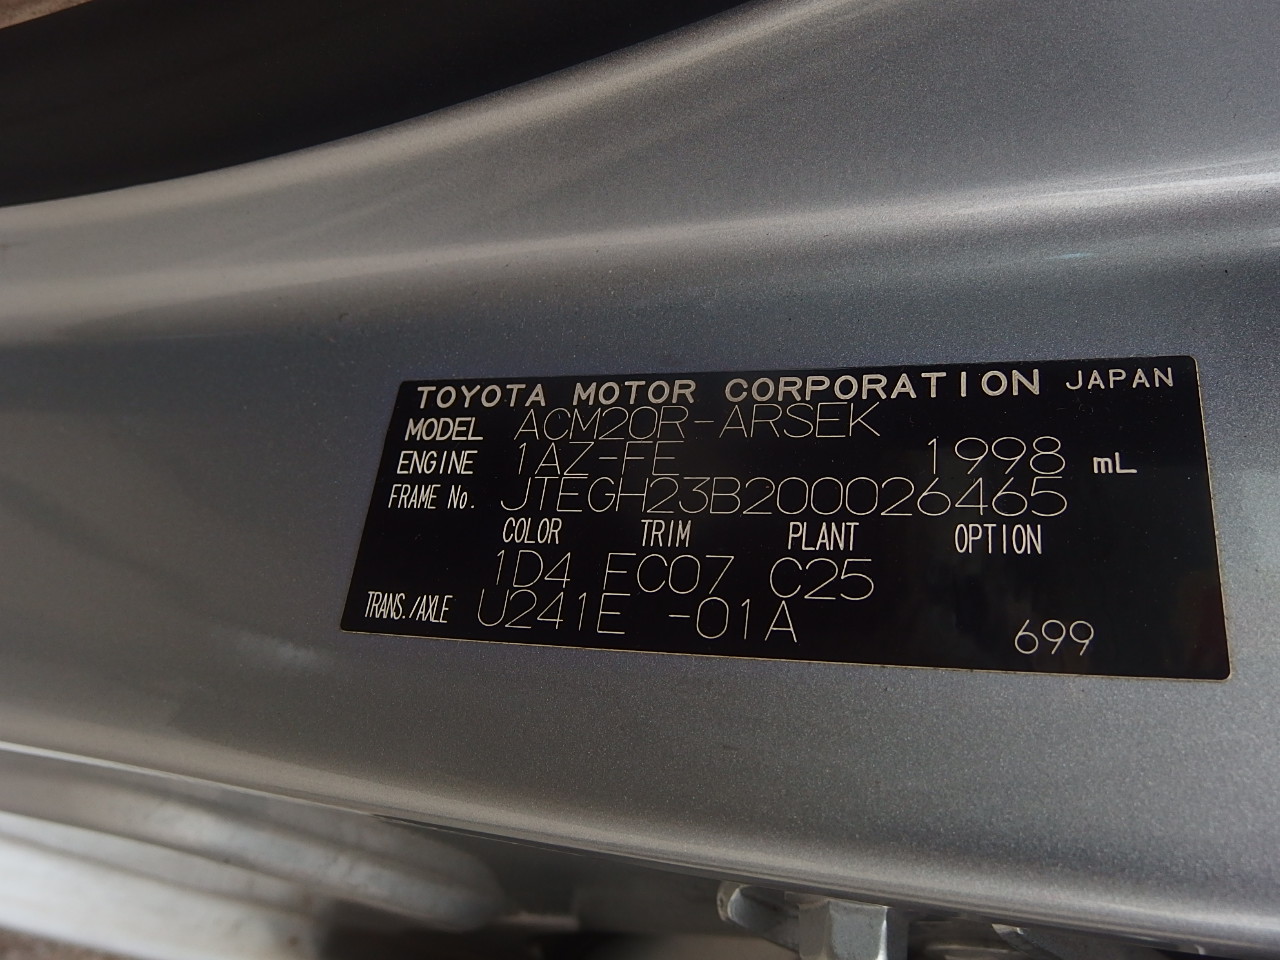 TOYOTA MOTOR CORPORATION JAPAN
MODEL ACM20R-ARSEK
ENGINE 1AZ-FE 1998 mL
FRAME No. JTEGH23B200026465
COLOR TRIM PLANT OPTION
1D4 FC07 C25
TRANS./AXLE U241E -01A 699